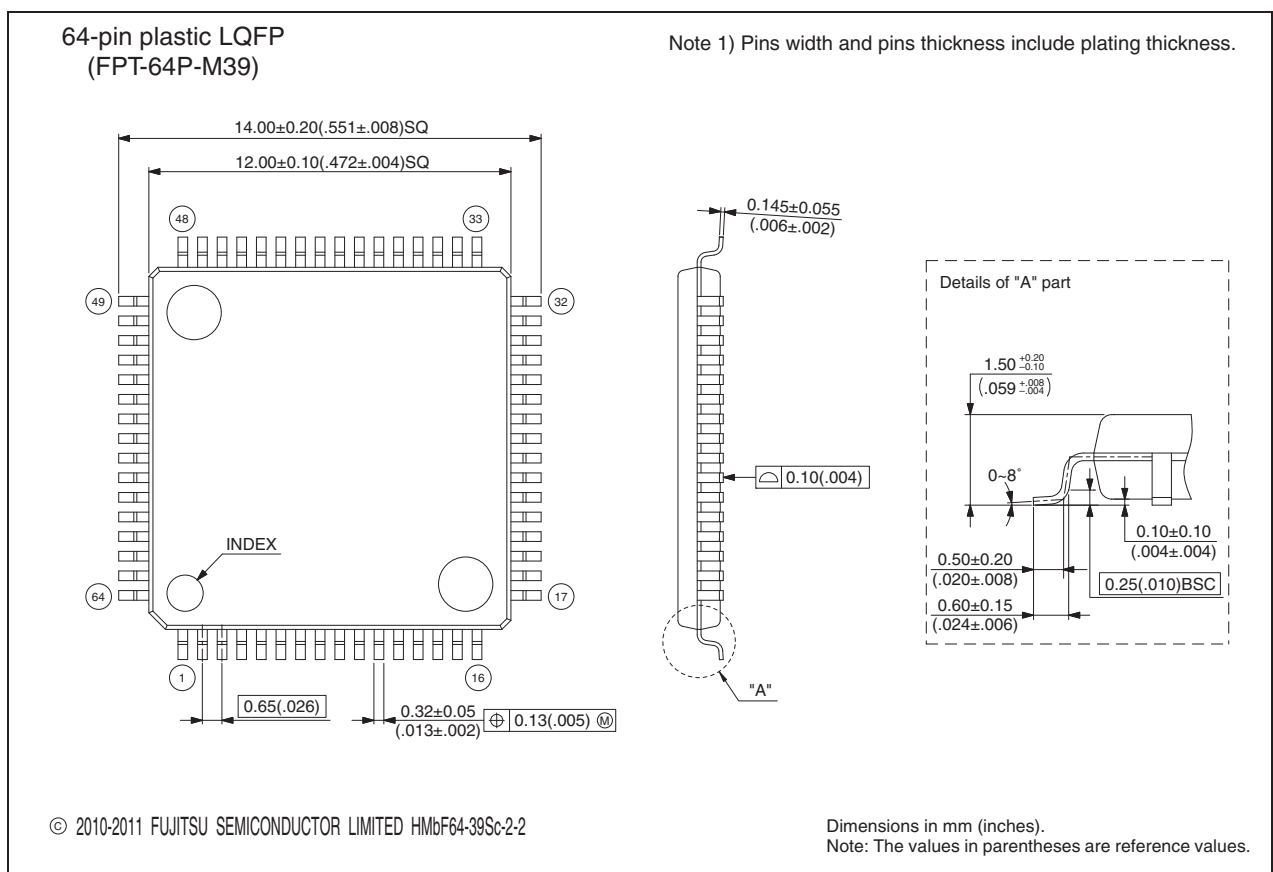 64-pin plastic LQFP
(FPT-64P-M39)
Note 1) Pins width and pins thickness include plating thickness.
14.00±0.20(.551±.008)SQ
12.00±0.10(.472±.004)SQ
48
33
49
32
64
17
1
16
INDEX
0.65(.026)
0.32±0.05
(.013±.002)
⌖ 0.13(.005) Ⓜ
0.145±0.055
(.006±.002)
⌓ 0.10(.004)
"A"
Details of "A" part
1.50 +0.20 −0.10
(.059 +.008 −.004)
0~8°
0.50±0.20
(.020±.008)
0.60±0.15
(.024±.006)
0.10±0.10
(.004±.004)
0.25(.010)BSC
© 2010-2011 FUJITSU SEMICONDUCTOR LIMITED HMbF64-39Sc-2-2
Dimensions in mm (inches).
Note: The values in parentheses are reference values.